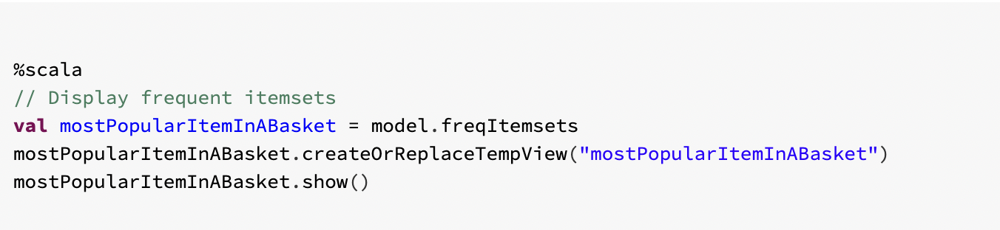 %scala
// Display frequent itemsets
val mostPopularItemInABasket = model.freqItemsets
mostPopularItemInABasket.createOrReplaceTempView("mostPopularItemInABasket")
mostPopularItemInABasket.show()